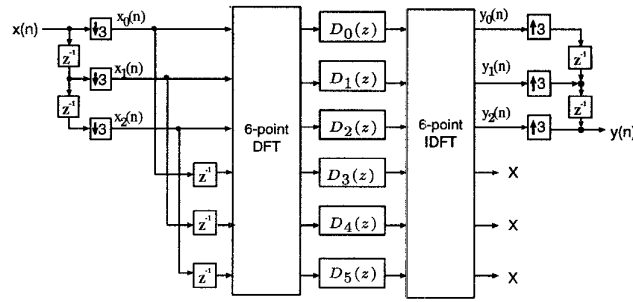 x(n)
↓3
x₀(n)
z⁻¹
↓3
x₁(n)
z⁻¹
↓3
x₂(n)
z⁻¹
z⁻¹
z⁻¹
6-point
DFT
D₀(z)
D₁(z)
D₂(z)
D₃(z)
D₄(z)
D₅(z)
6-point
IDFT
y₀(n)
↑3
z⁻¹
y₁(n)
↑3
z⁻¹
y₂(n)
↑3
y(n)
X
X
X